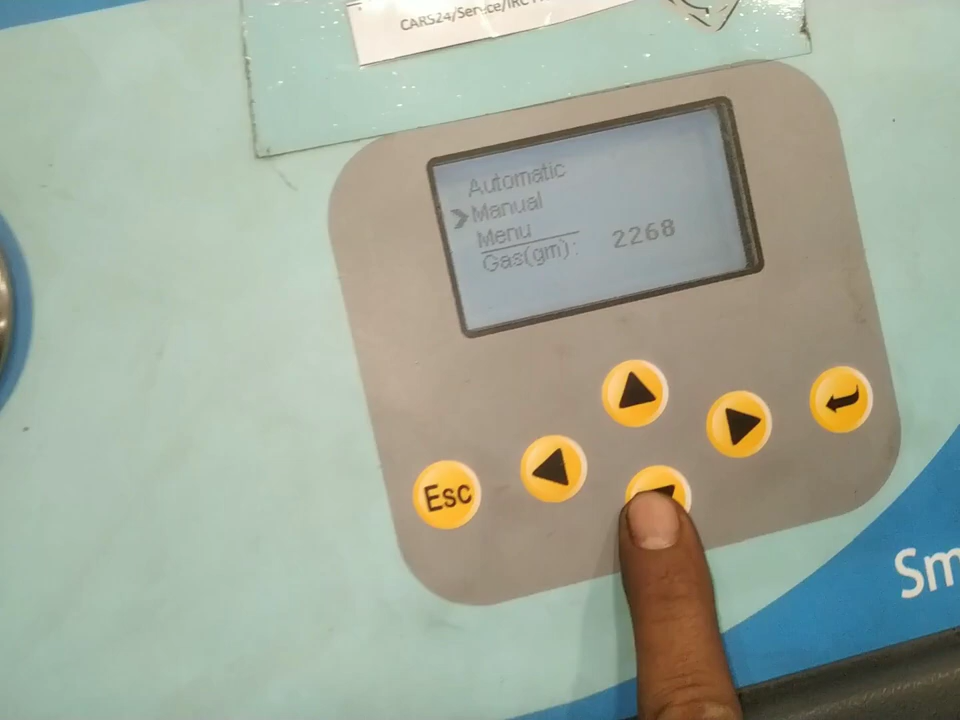 CARS24/Service/IRC
Automatic
Manual
Menu
Gas(gm): 2268
Esc
Sm